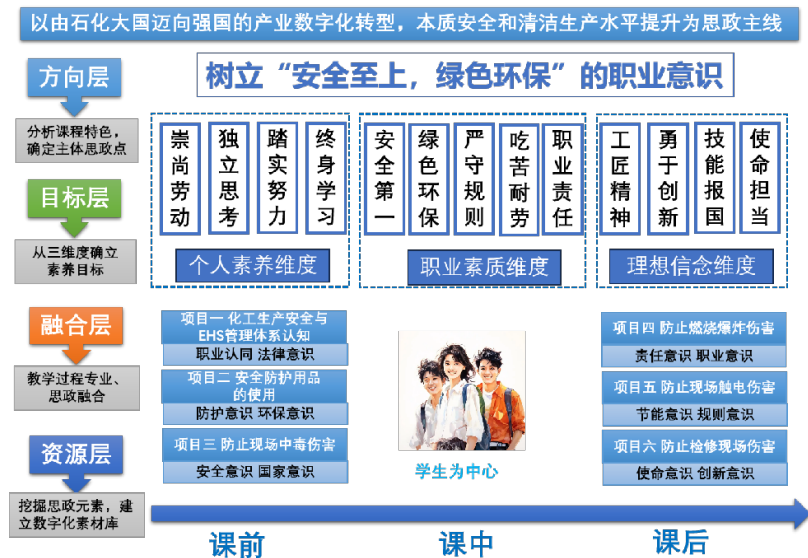 以由石化大国迈向强国的产业数字化转型，本质安全和清洁生产水平提升为思政主线
方向层
树立“安全至上，绿色环保”的职业意识
分析课程特色，
确定主体思政点
崇尚劳动
独立思考
踏实努力
终身学习
个人素养维度
安全第一
绿色环保
严守规则
吃苦耐劳
职业责任
职业素质维度
工匠精神
勇于创新
技能报国
使命担当
理想信念维度
目标层
从三维度确立
素养目标
融合层
教学过程专业、
思政融合
项目一 化工生产安全与
EHS管理体系认知
职业认同 法律意识
项目二 安全防护用品
的使用
防护意识 环保意识
项目三 防止现场中毒伤害
安全意识 国家意识
学生为中心
项目四 防止燃烧爆炸伤害
责任意识 职业意识
项目五 防止现场触电伤害
节能意识 规则意识
项目六 防止检修现场伤害
使命意识 创新意识
资源层
挖掘思政元素，建
立数字化素材库
课前
课中
课后